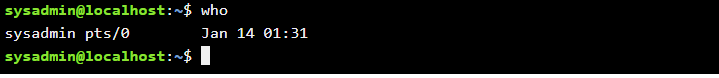 sysadmin@localhost:~$ who
sysadmin pts/0        Jan 14 01:31
sysadmin@localhost:~$